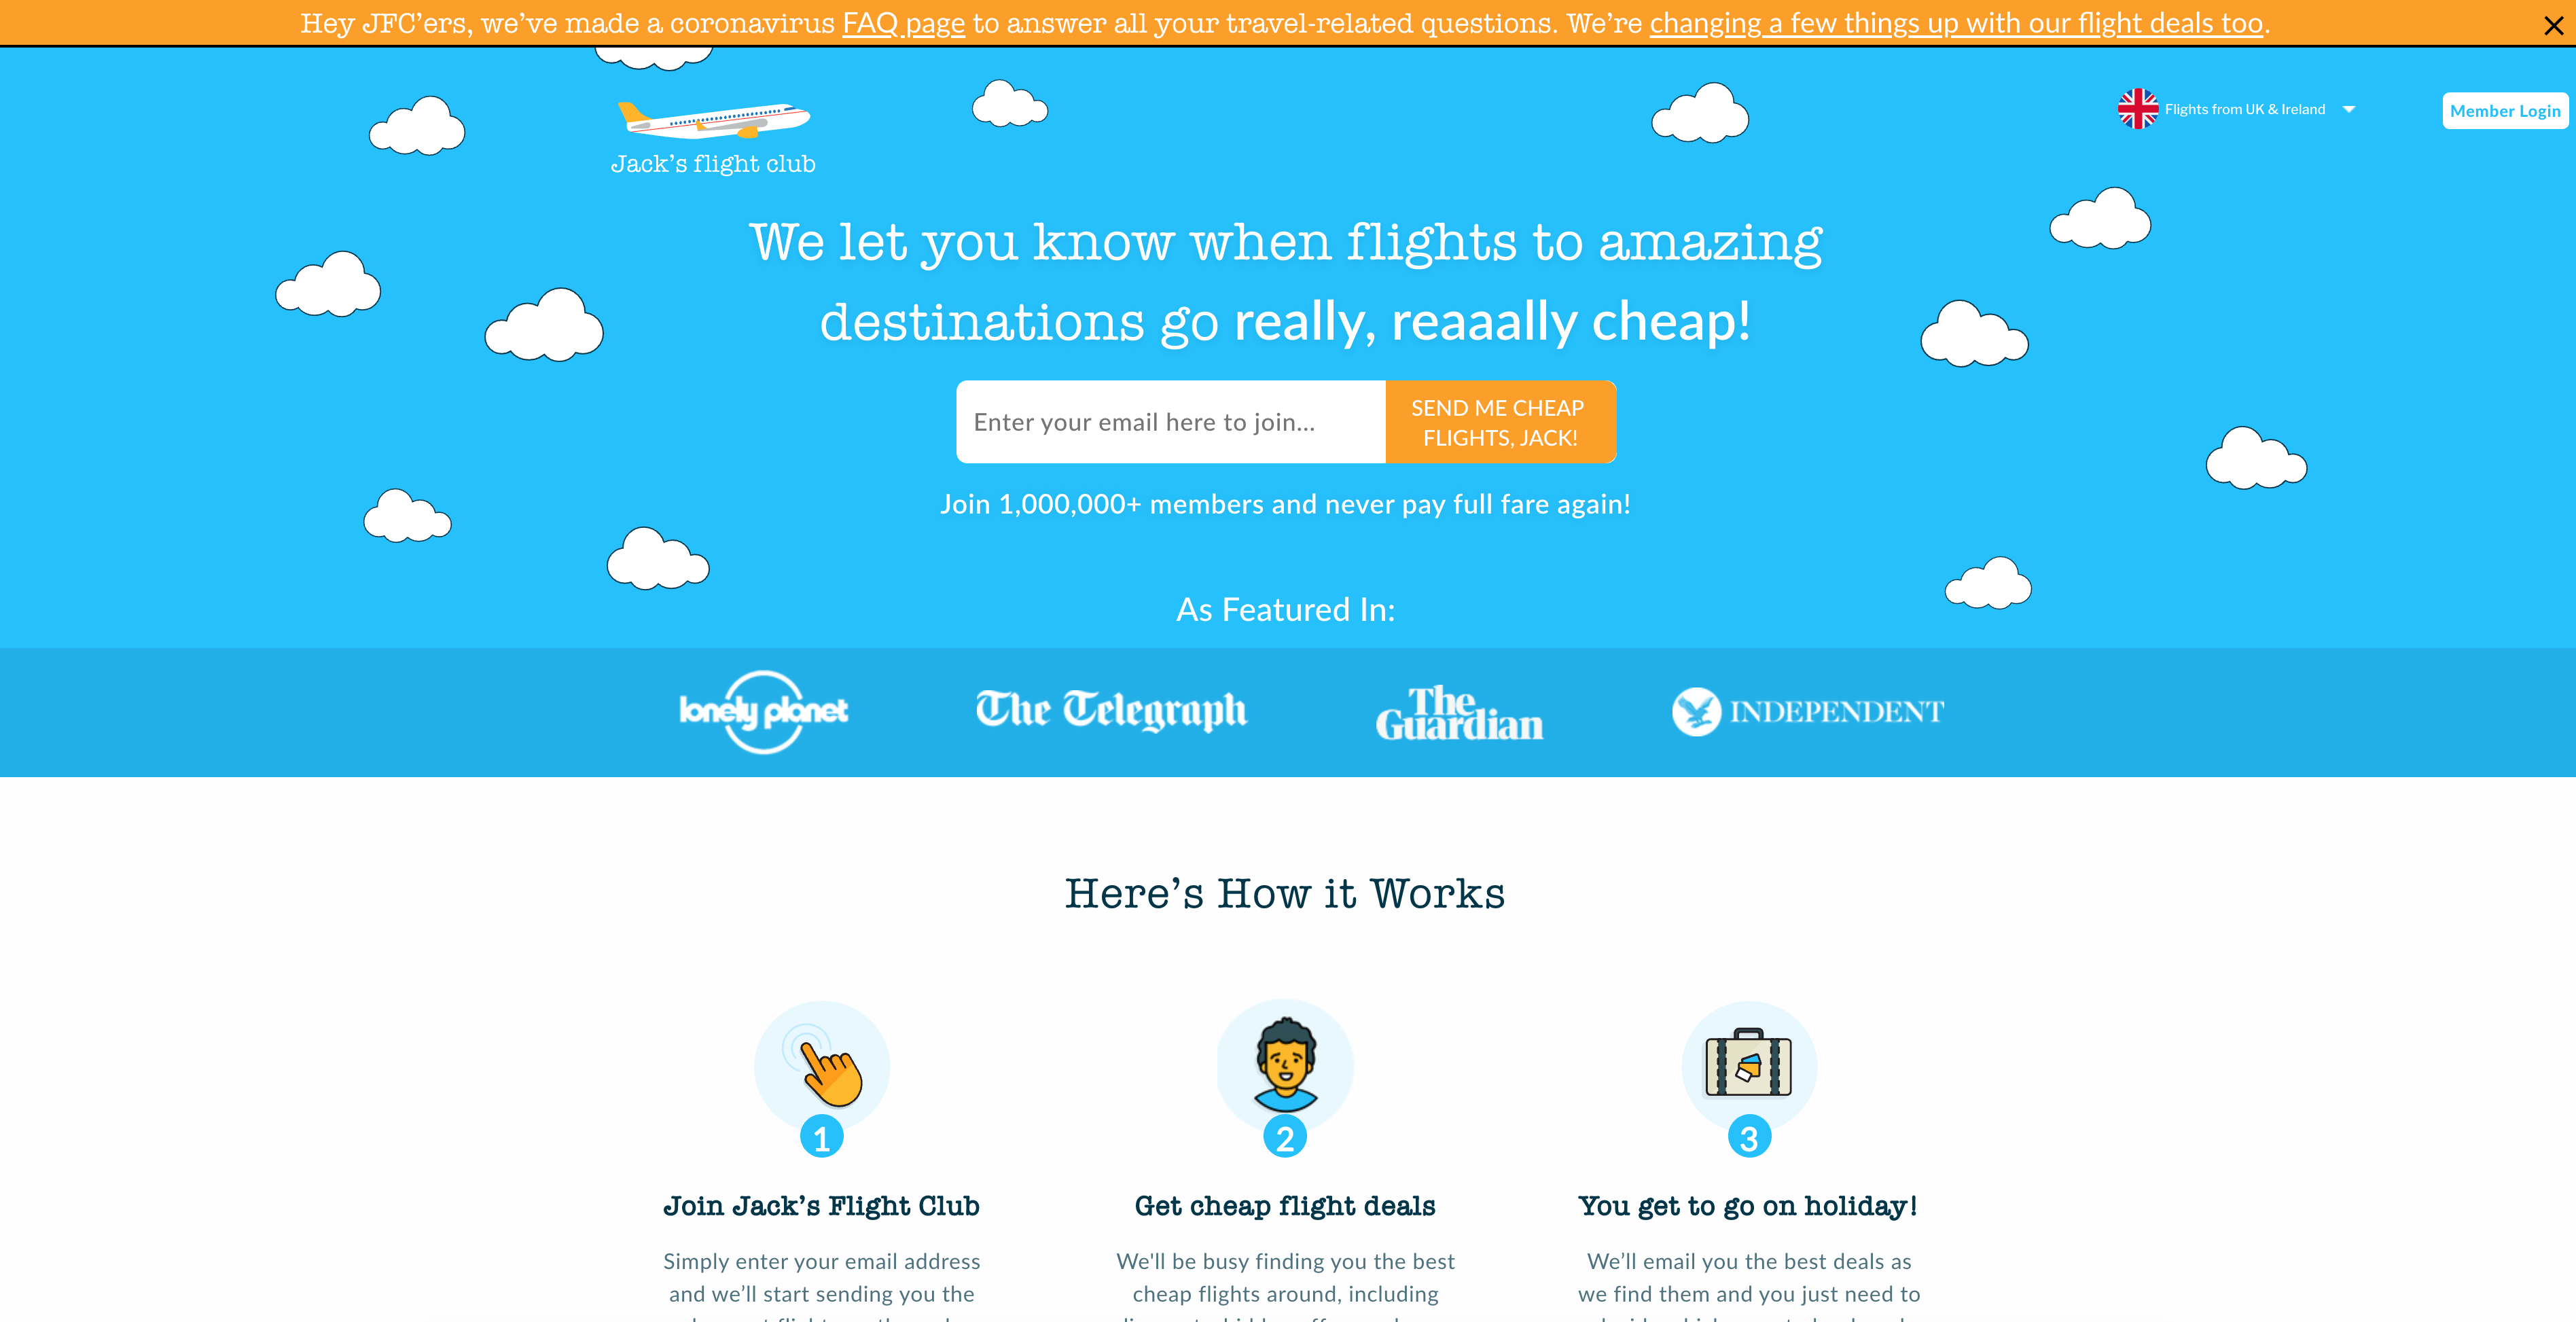 Hey JFC’ers, we’ve made a coronavirus FAQ page to answer all your travel-related questions. We’re changing a few things up with our flight deals too.
Jack’s flight club
Flights from UK & Ireland
Member Login
We let you know when flights to amazing
destinations go really, reaaally cheap!
Enter your email here to join...
SEND ME CHEAP
FLIGHTS, JACK!
Join 1,000,000+ members and never pay full fare again!
As Featured In:
lonely planet
The Telegraph
The
Guardian
INDEPENDENT
Here’s How it Works
1
2
3
Join Jack’s Flight Club
Get cheap flight deals
You get to go on holiday!
Simply enter your email address
and we’ll start sending you the
We'll be busy finding you the best
cheap flights around, including
We’ll email you the best deals as
we find them and you just need to